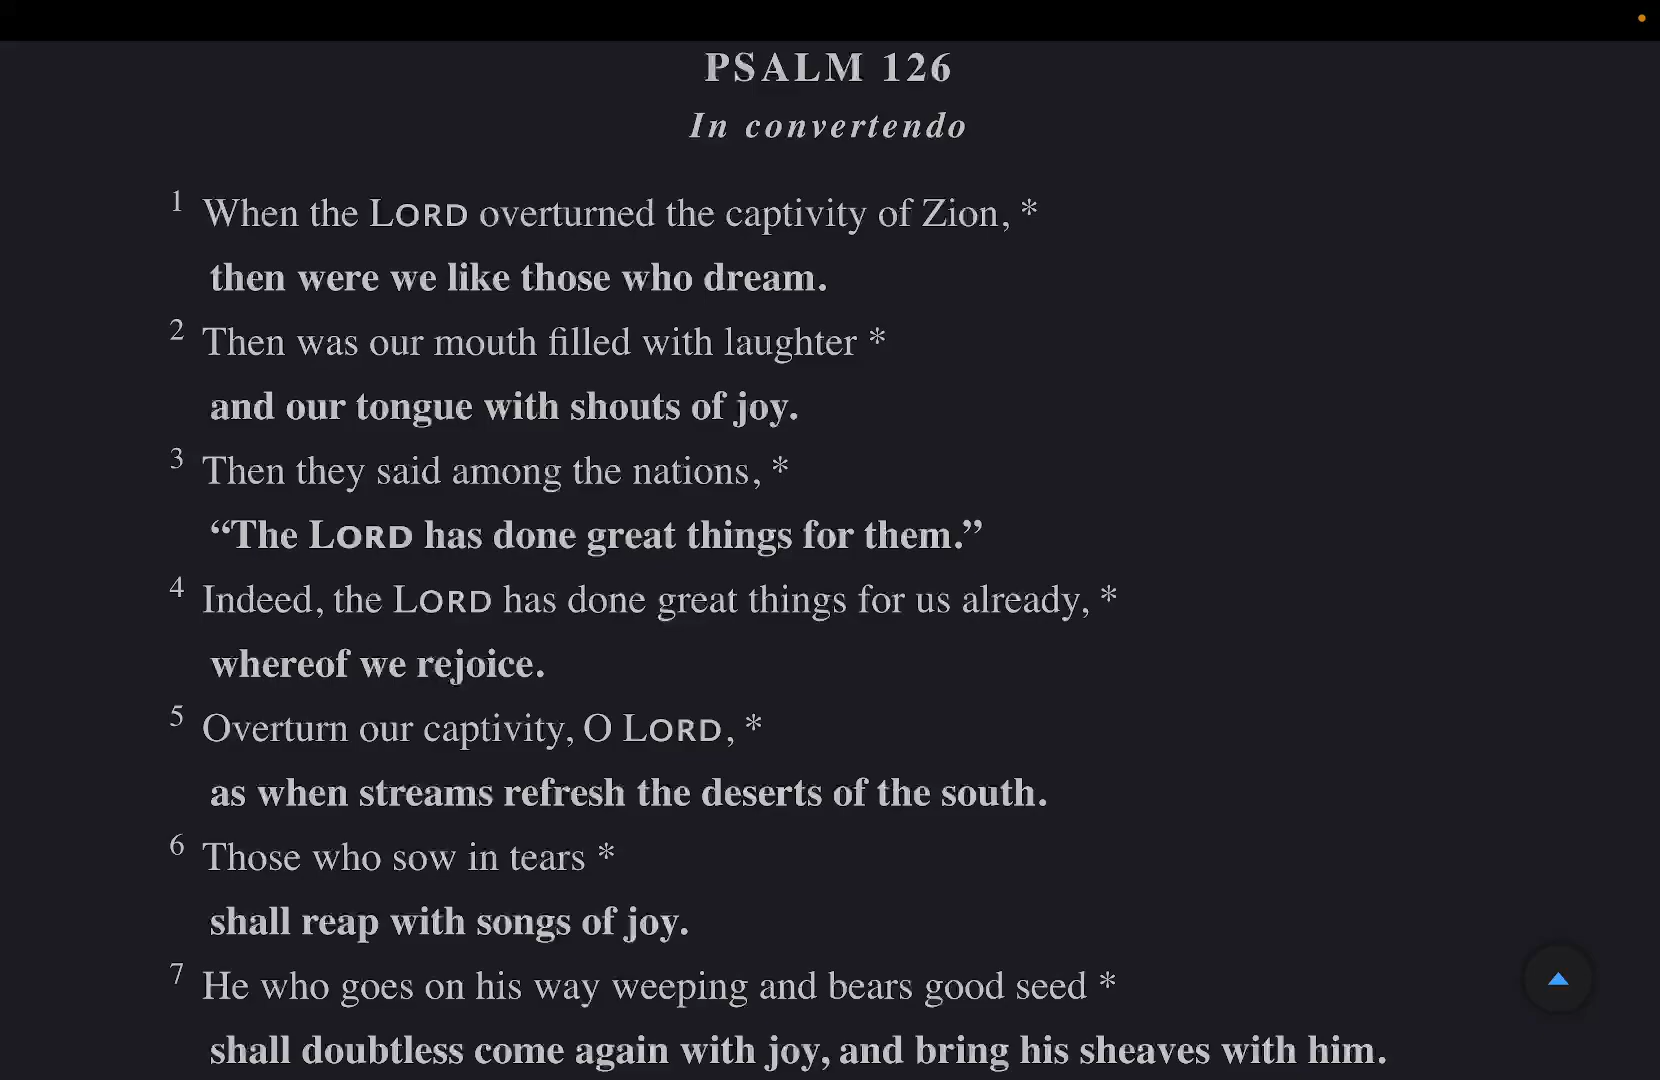 PSALM 126
In convertendo
1 When the LORD overturned the captivity of Zion, *
then were we like those who dream.
2 Then was our mouth filled with laughter *
and our tongue with shouts of joy.
3 Then they said among the nations, *
“The LORD has done great things for them.”
4 Indeed, the LORD has done great things for us already, *
whereof we rejoice.
5 Overturn our captivity, O LORD, *
as when streams refresh the deserts of the south.
6 Those who sow in tears *
shall reap with songs of joy.
7 He who goes on his way weeping and bears good seed *
shall doubtless come again with joy, and bring his sheaves with him.